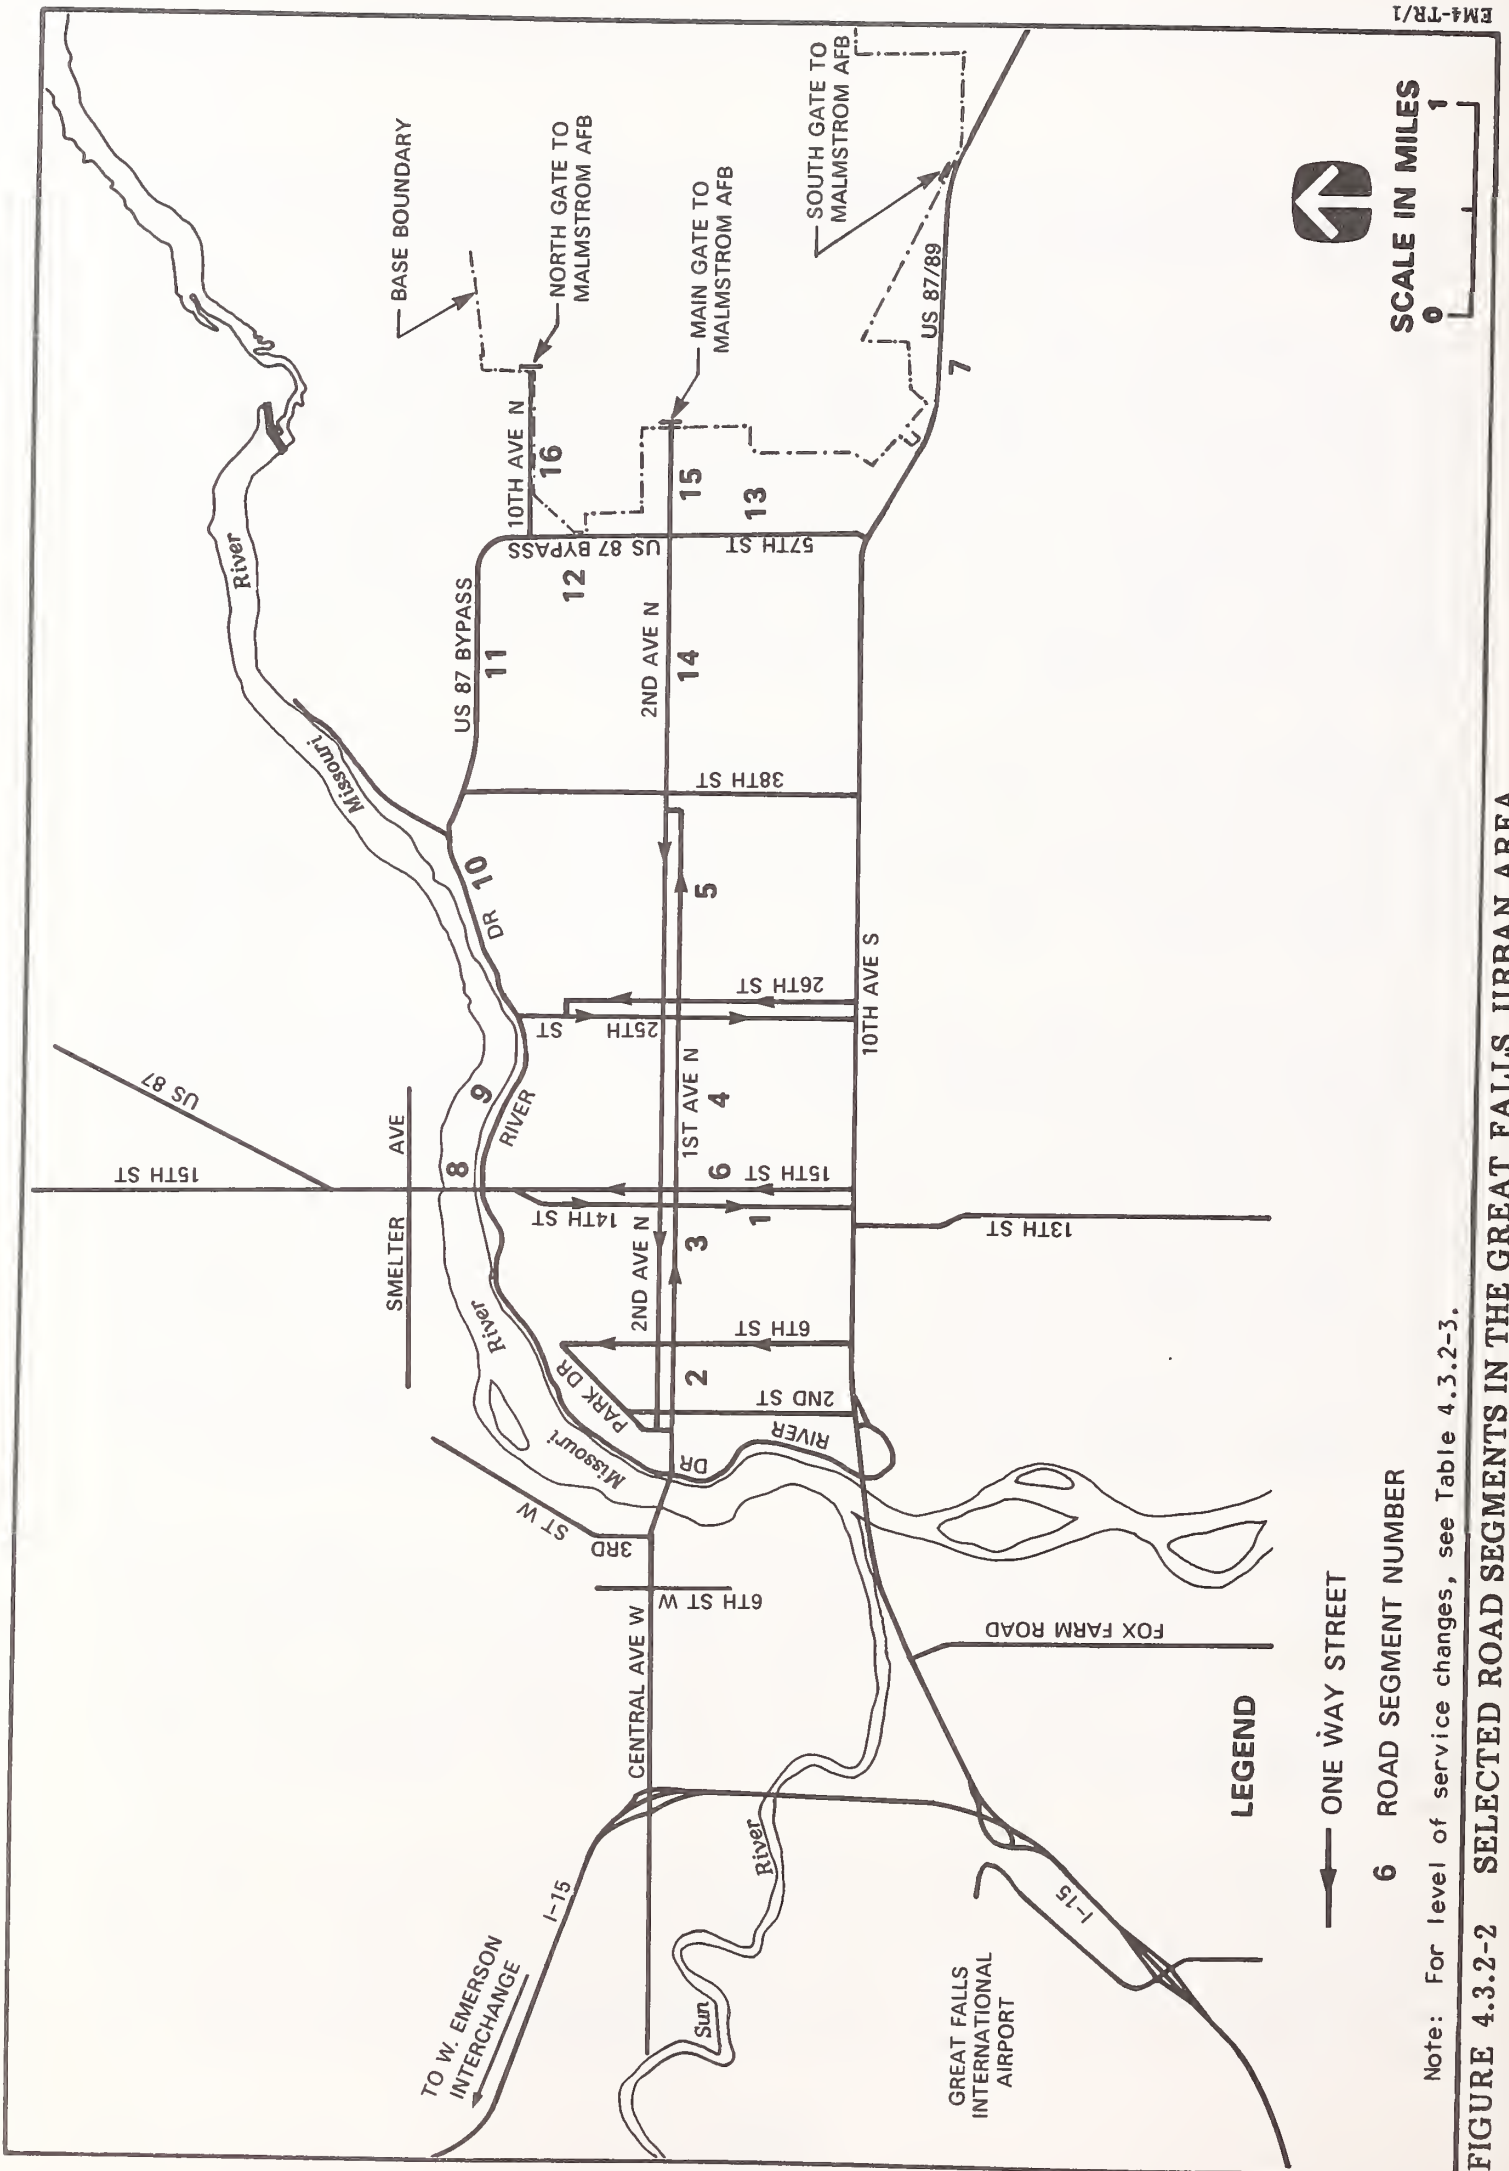 EM4-TR/1
BASE BOUNDARY
NORTH GATE TO
MALMSTROM AFB
MAIN GATE TO
MALMSTROM AFB
SOUTH GATE TO
MALMSTROM AFB
River
Missouri
US 87
15TH ST
SMELTER AVE
US 87 BYPASS
11
10TH AVE N
16
US 87 BYPASS
12
57TH ST
13
15
2ND AVE N
14
US 87/89
7
38TH ST
DR 10
5
26TH ST
25TH ST
10TH AVE S
9
RIVER
8
1ST AVE N
4
6
15TH ST
14TH ST
1
2ND AVE N
3
13TH ST
6TH ST
PARK DR
2
2ND ST
RIVER
DR
River
Missouri
3RD ST W
6TH ST W
CENTRAL AVE W
FOX FARM ROAD
I-15
TO W. EMERSON
INTERCHANGE
River
Sun
I-15
GREAT FALLS
INTERNATIONAL
AIRPORT
SCALE IN MILES
0 1
LEGEND
ONE WAY STREET
6 ROAD SEGMENT NUMBER
Note: For level of service changes, see Table 4.3.2-3.
FIGURE 4.3.2-2 SELECTED ROAD SEGMENTS IN THE GREAT FALLS URBAN AREA